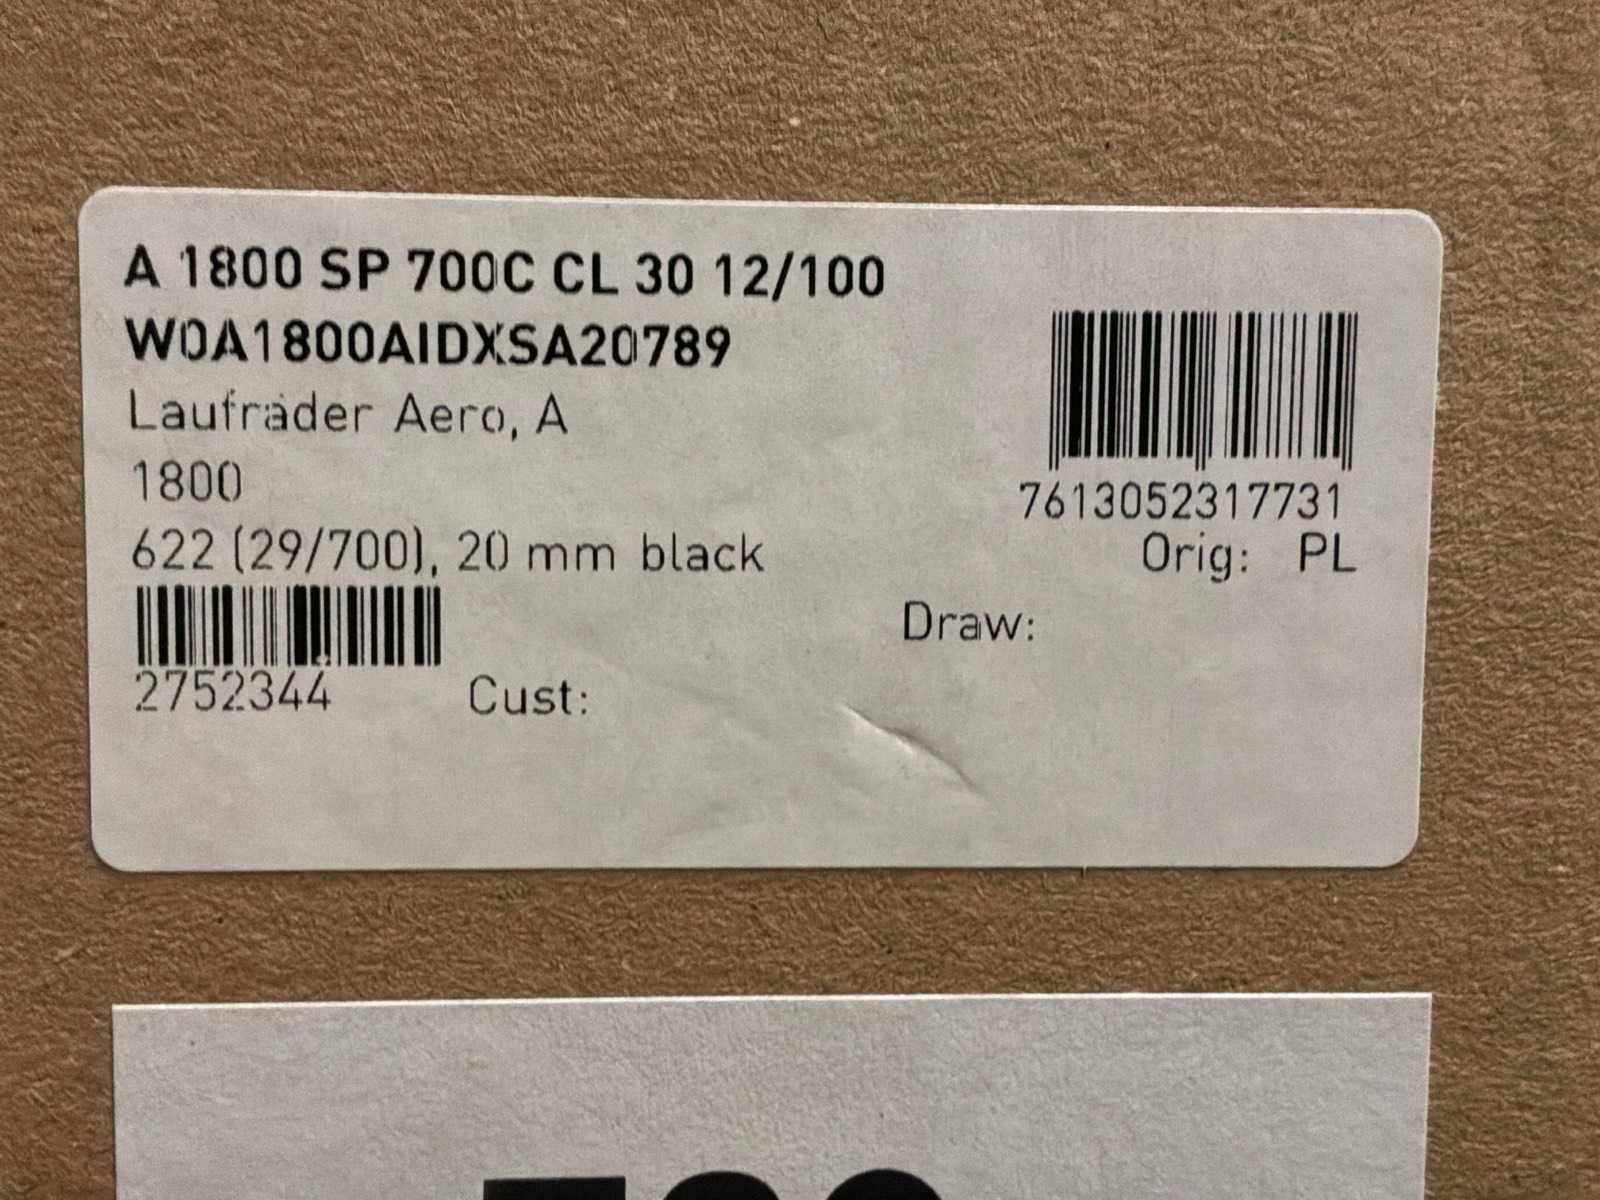 A 1800 SP 700C CL 30 12/100
W0A1800AIDXSA20789
Laufräder Aero, A
1800
622 (29/700), 20 mm black
7613052317731
Orig: PL
Draw:
2752344
Cust: